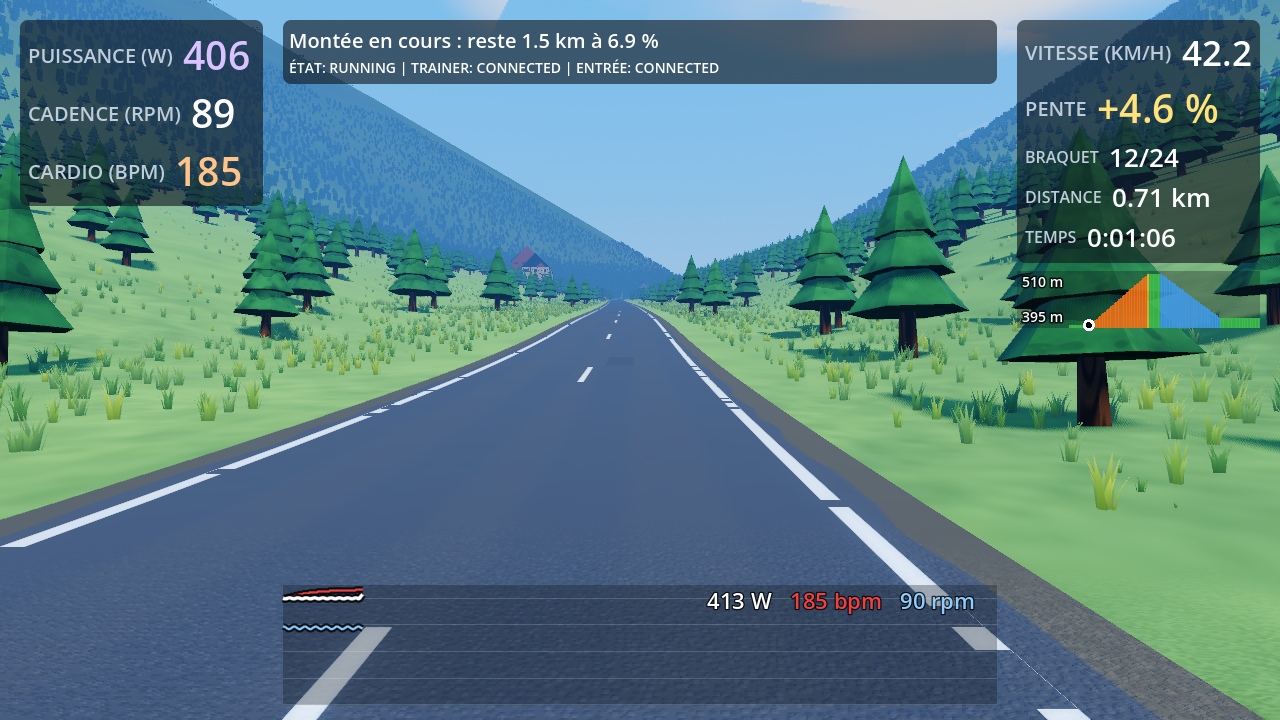 PUISSANCE (W) 406
CADENCE (RPM) 89
CARDIO (BPM) 185
Montée en cours : reste 1.5 km à 6.9 %
ÉTAT: RUNNING | TRAINER: CONNECTED | ENTRÉE: CONNECTED
VITESSE (KM/H) 42.2
PENTE +4.6 %
BRAQUET 12/24
DISTANCE 0.71 km
TEMPS 0:01:06
510 m
395 m
413 W 185 bpm 90 rpm